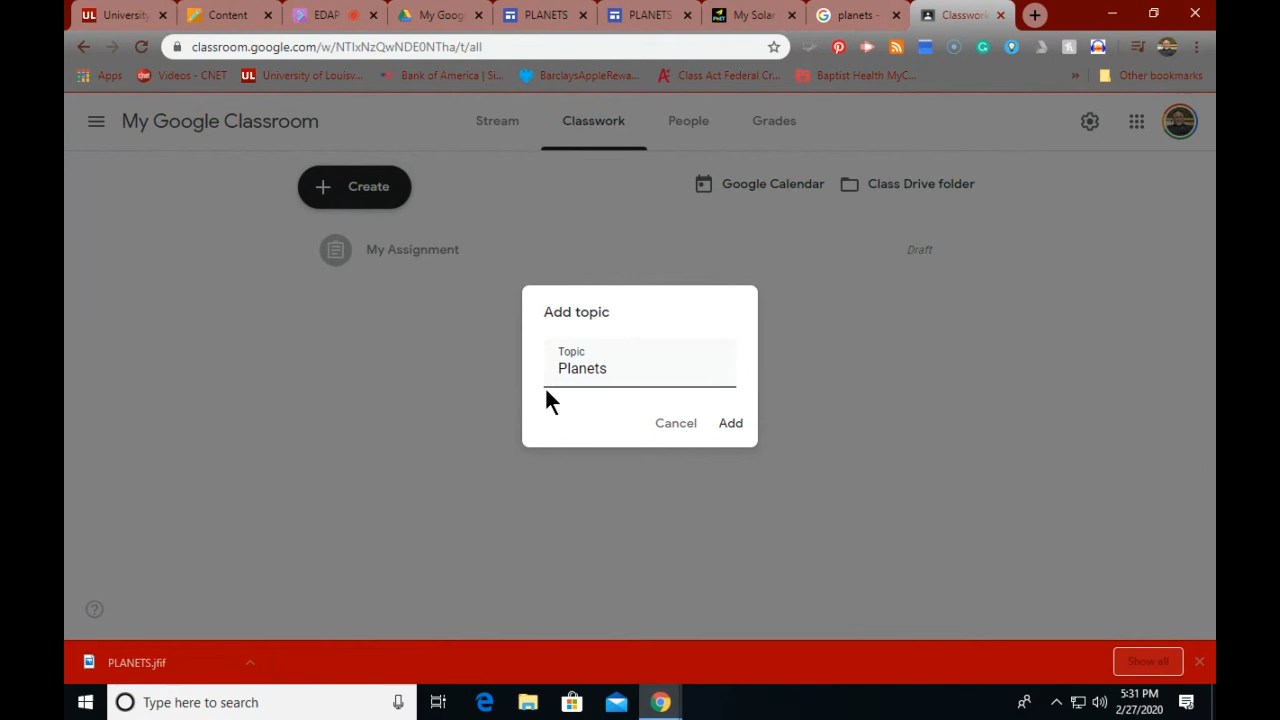 University
Content
EDAP
My Goog
PLANETS
PLANETS
My Solar
planets -
Classwork
classroom.google.com/w/NTIxNzQwNDE0NTha/t/all
Apps
Videos - CNET
University of Louisv...
Bank of America | Si...
BarclaysAppleRewa...
Class Act Federal Cr...
Baptist Health MyC...
»
Other bookmarks
My Google Classroom
Stream
Classwork
People
Grades
Create
Google Calendar
Class Drive folder
My Assignment
Draft
Add topic
Topic
Planets
Cancel
Add
PLANETS.jfif
Show all
Type here to search
5:31 PM
2/27/2020